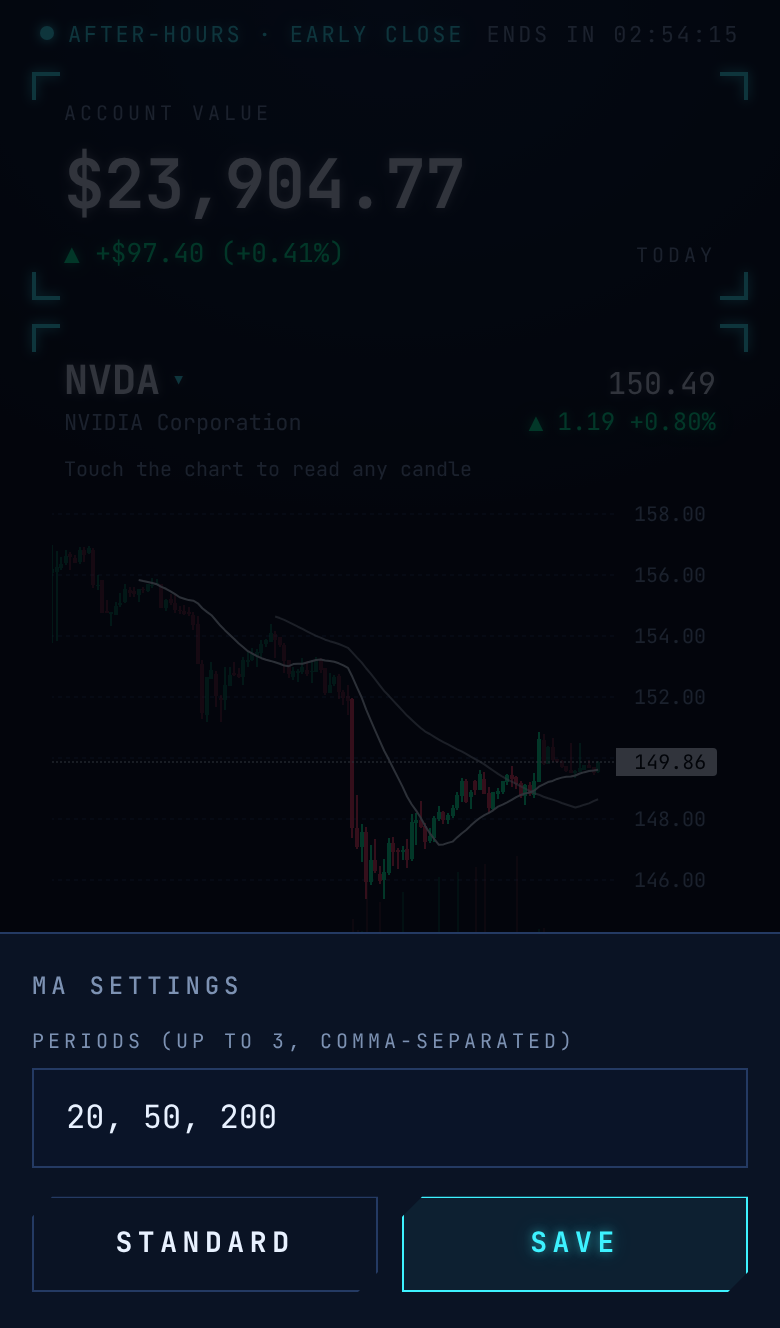 AFTER-HOURS · EARLY CLOSE ENDS IN 02:54:15
ACCOUNT VALUE
$23,904.77
▲ +$97.40 (+0.41%) TODAY
NVDA ▼ 150.49
NVIDIA Corporation ▲ 1.19 +0.80%
Touch the chart to read any candle
158.00
156.00
154.00
152.00
149.86
148.00
146.00
MA SETTINGS
PERIODS (UP TO 3, COMMA-SEPARATED)
20, 50, 200
STANDARD SAVE